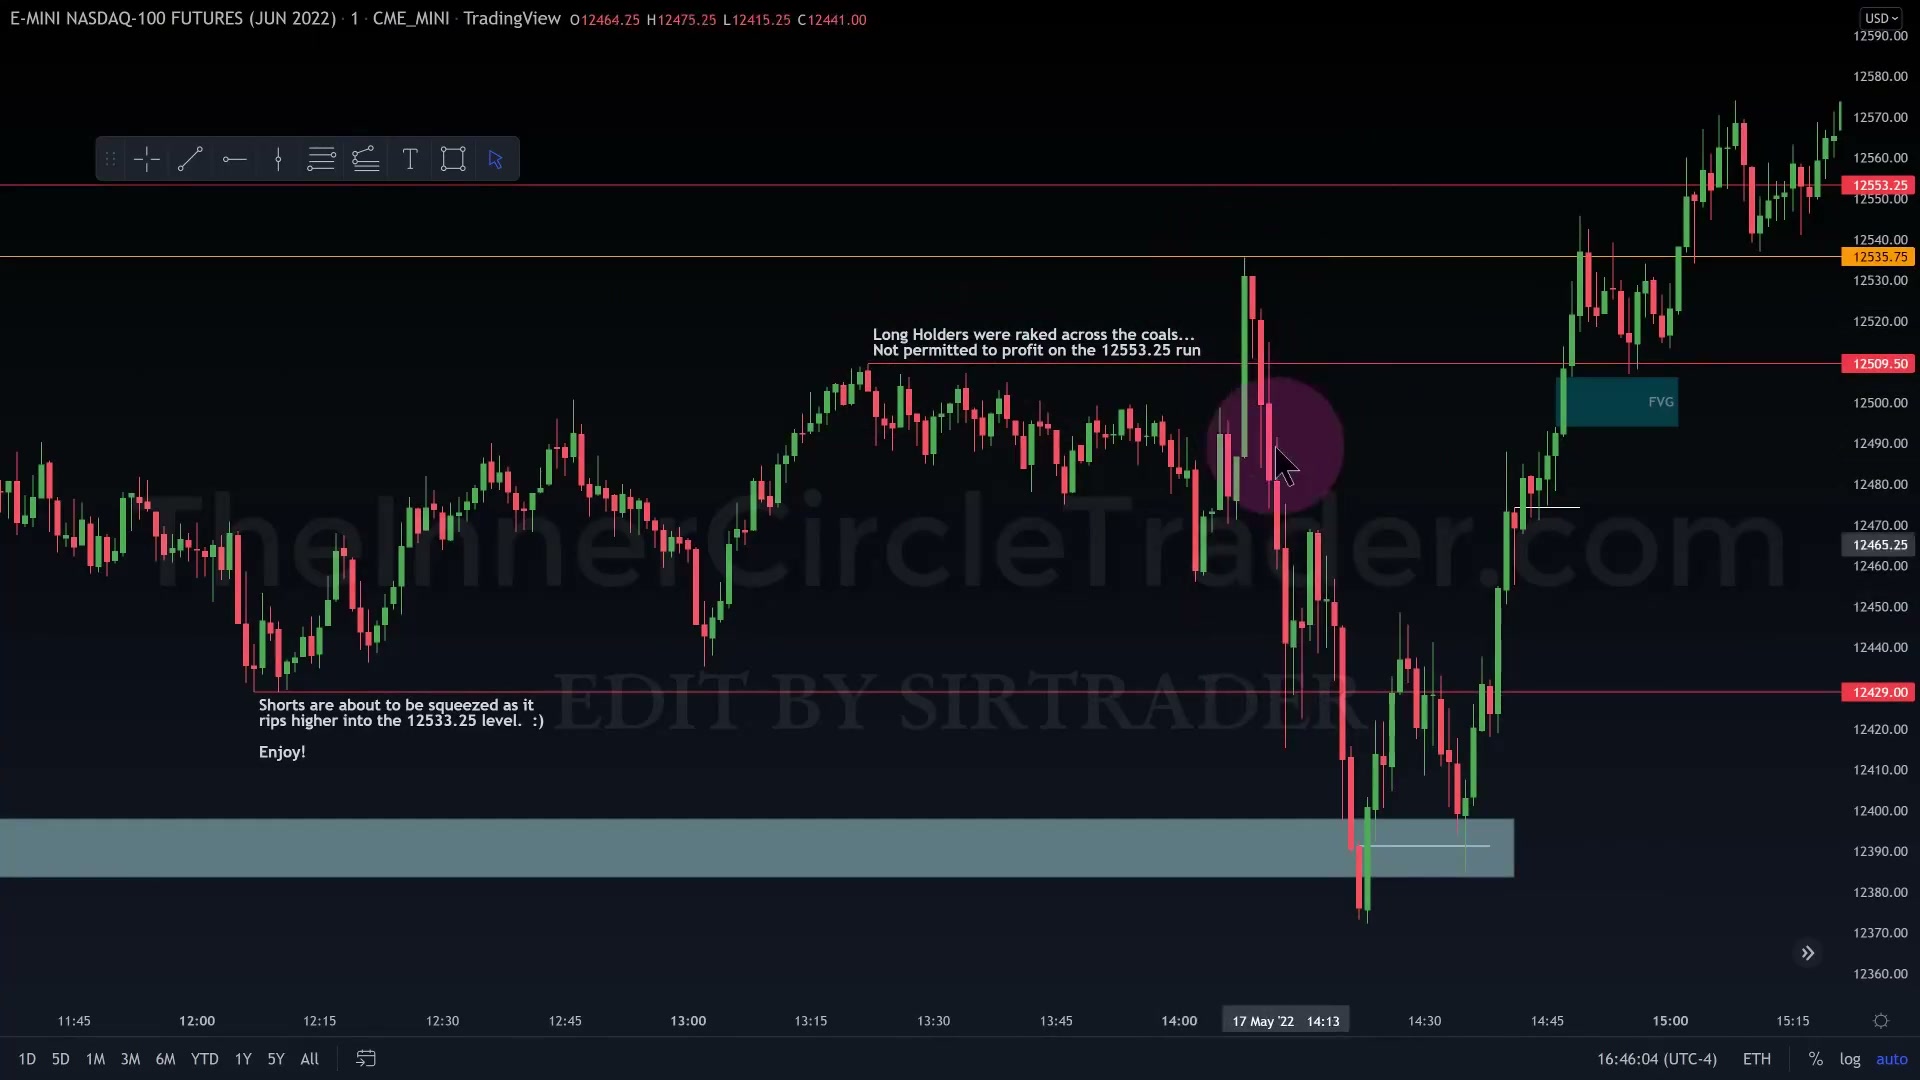 E-MINI NASDAQ-100 FUTURES (JUN 2022) · 1 · CME_MINI · TradingView O12464.25 H12475.25 L12415.25 C12441.00
USD
12590.00
12580.00
12570.00
12560.00
12553.25
12550.00
12540.00
12535.75
12530.00
12520.00
Long Holders were raked across the coals...
Not permitted to profit on the 12553.25 run
12509.50
FVG
12500.00
12490.00
12480.00
12470.00
TheInnerCircleTrader.com
12465.25
12460.00
12450.00
12440.00
12429.00
EDIT BY SIRTRADER
Shorts are about to be squeezed as it
rips higher into the 12533.25 level. :)
Enjoy!
12420.00
12410.00
12400.00
12390.00
12380.00
12370.00
12360.00
11:45 12:00 12:15 12:30 12:45 13:00 13:15 13:30 13:45 14:00 17 May '22 14:13 14:30 14:45 15:00 15:15
1D 5D 1M 3M 6M YTD 1Y 5Y All 16:46:04 (UTC-4) ETH % log auto